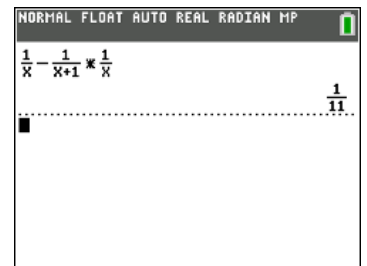 NORMAL FLOAT AUTO REAL RADIAN MP
1/X - 1/X+1 * 1/X
1/11